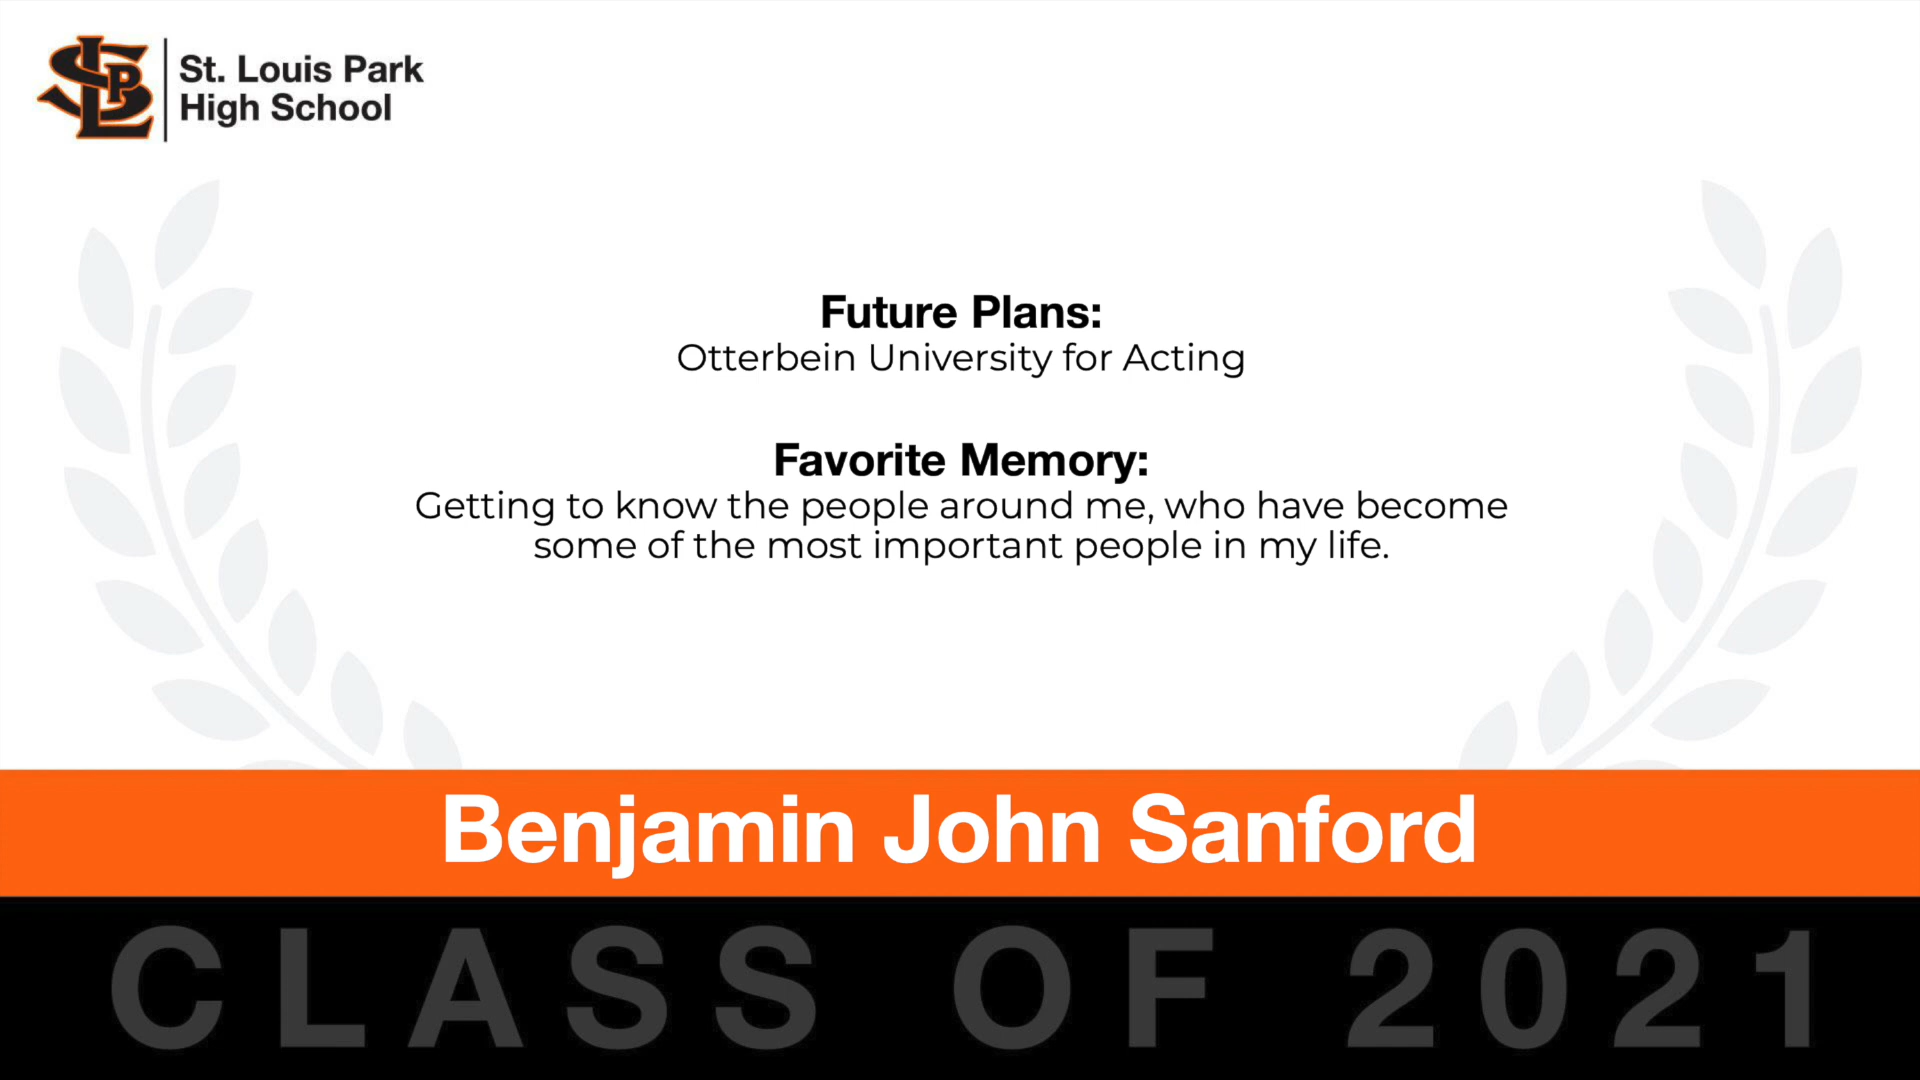 SLP
St. Louis Park
High School
Future Plans:
Otterbein University for Acting
Favorite Memory:
Getting to know the people around me, who have become
some of the most important people in my life.
Benjamin John Sanford
CLASS OF 2021